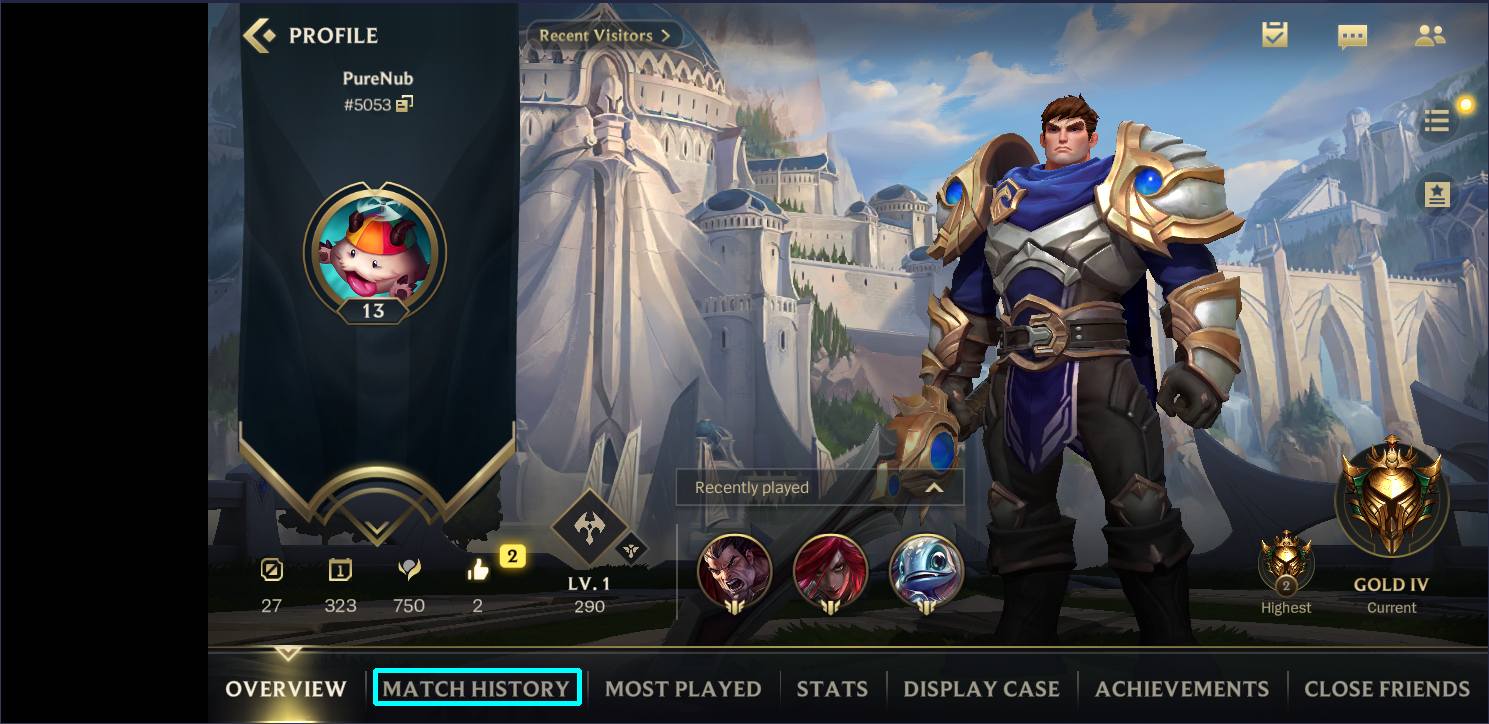 PROFILE
Recent Visitors >
PureNub
#5053
13
1
2
27
323
750
2
LV. 1
290
Recently played
2
Highest
GOLD IV
Current
OVERVIEW
MATCH HISTORY
MOST PLAYED
STATS
DISPLAY CASE
ACHIEVEMENTS
CLOSE FRIENDS